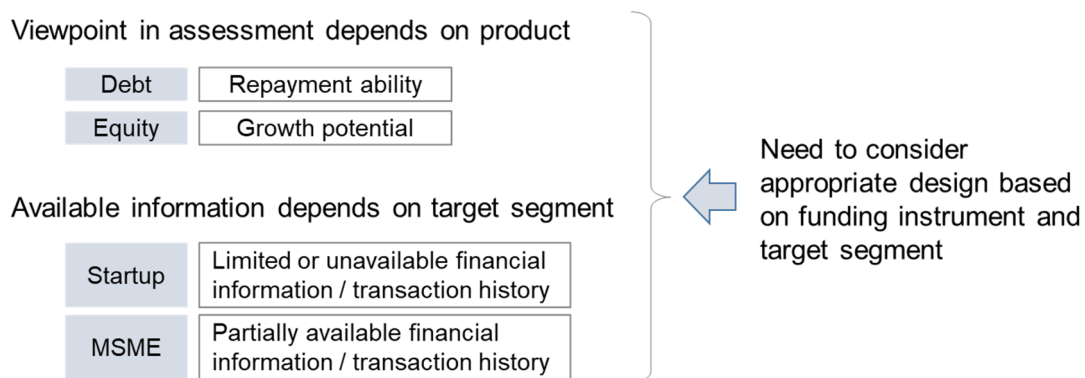 Viewpoint in assessment depends on product
Debt
Repayment ability
Equity
Growth potential
Available information depends on target segment
Startup
Limited or unavailable financial
information / transaction history
MSME
Partially available financial
information / transaction history
Need to consider
appropriate design based
on funding instrument and
target segment